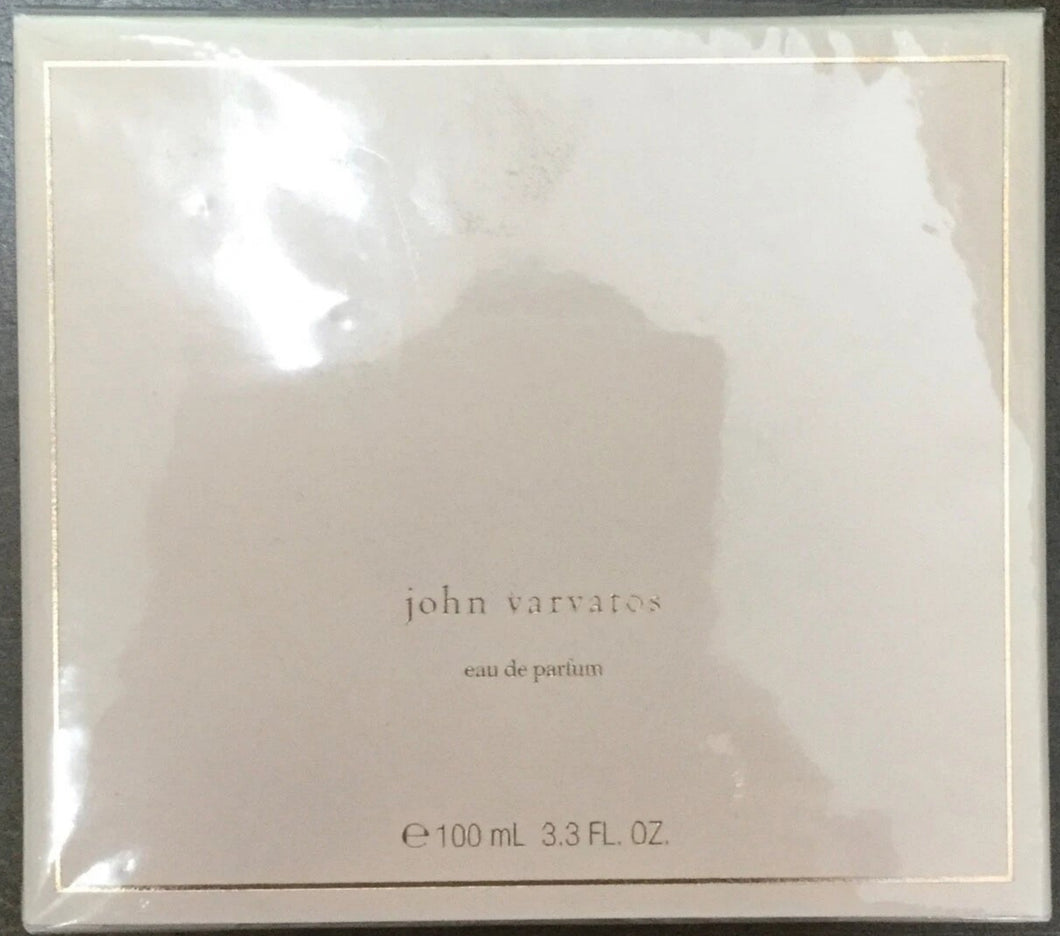 john varvatos
eau de parfum
℮ 100 mL 3.3 FL. OZ.